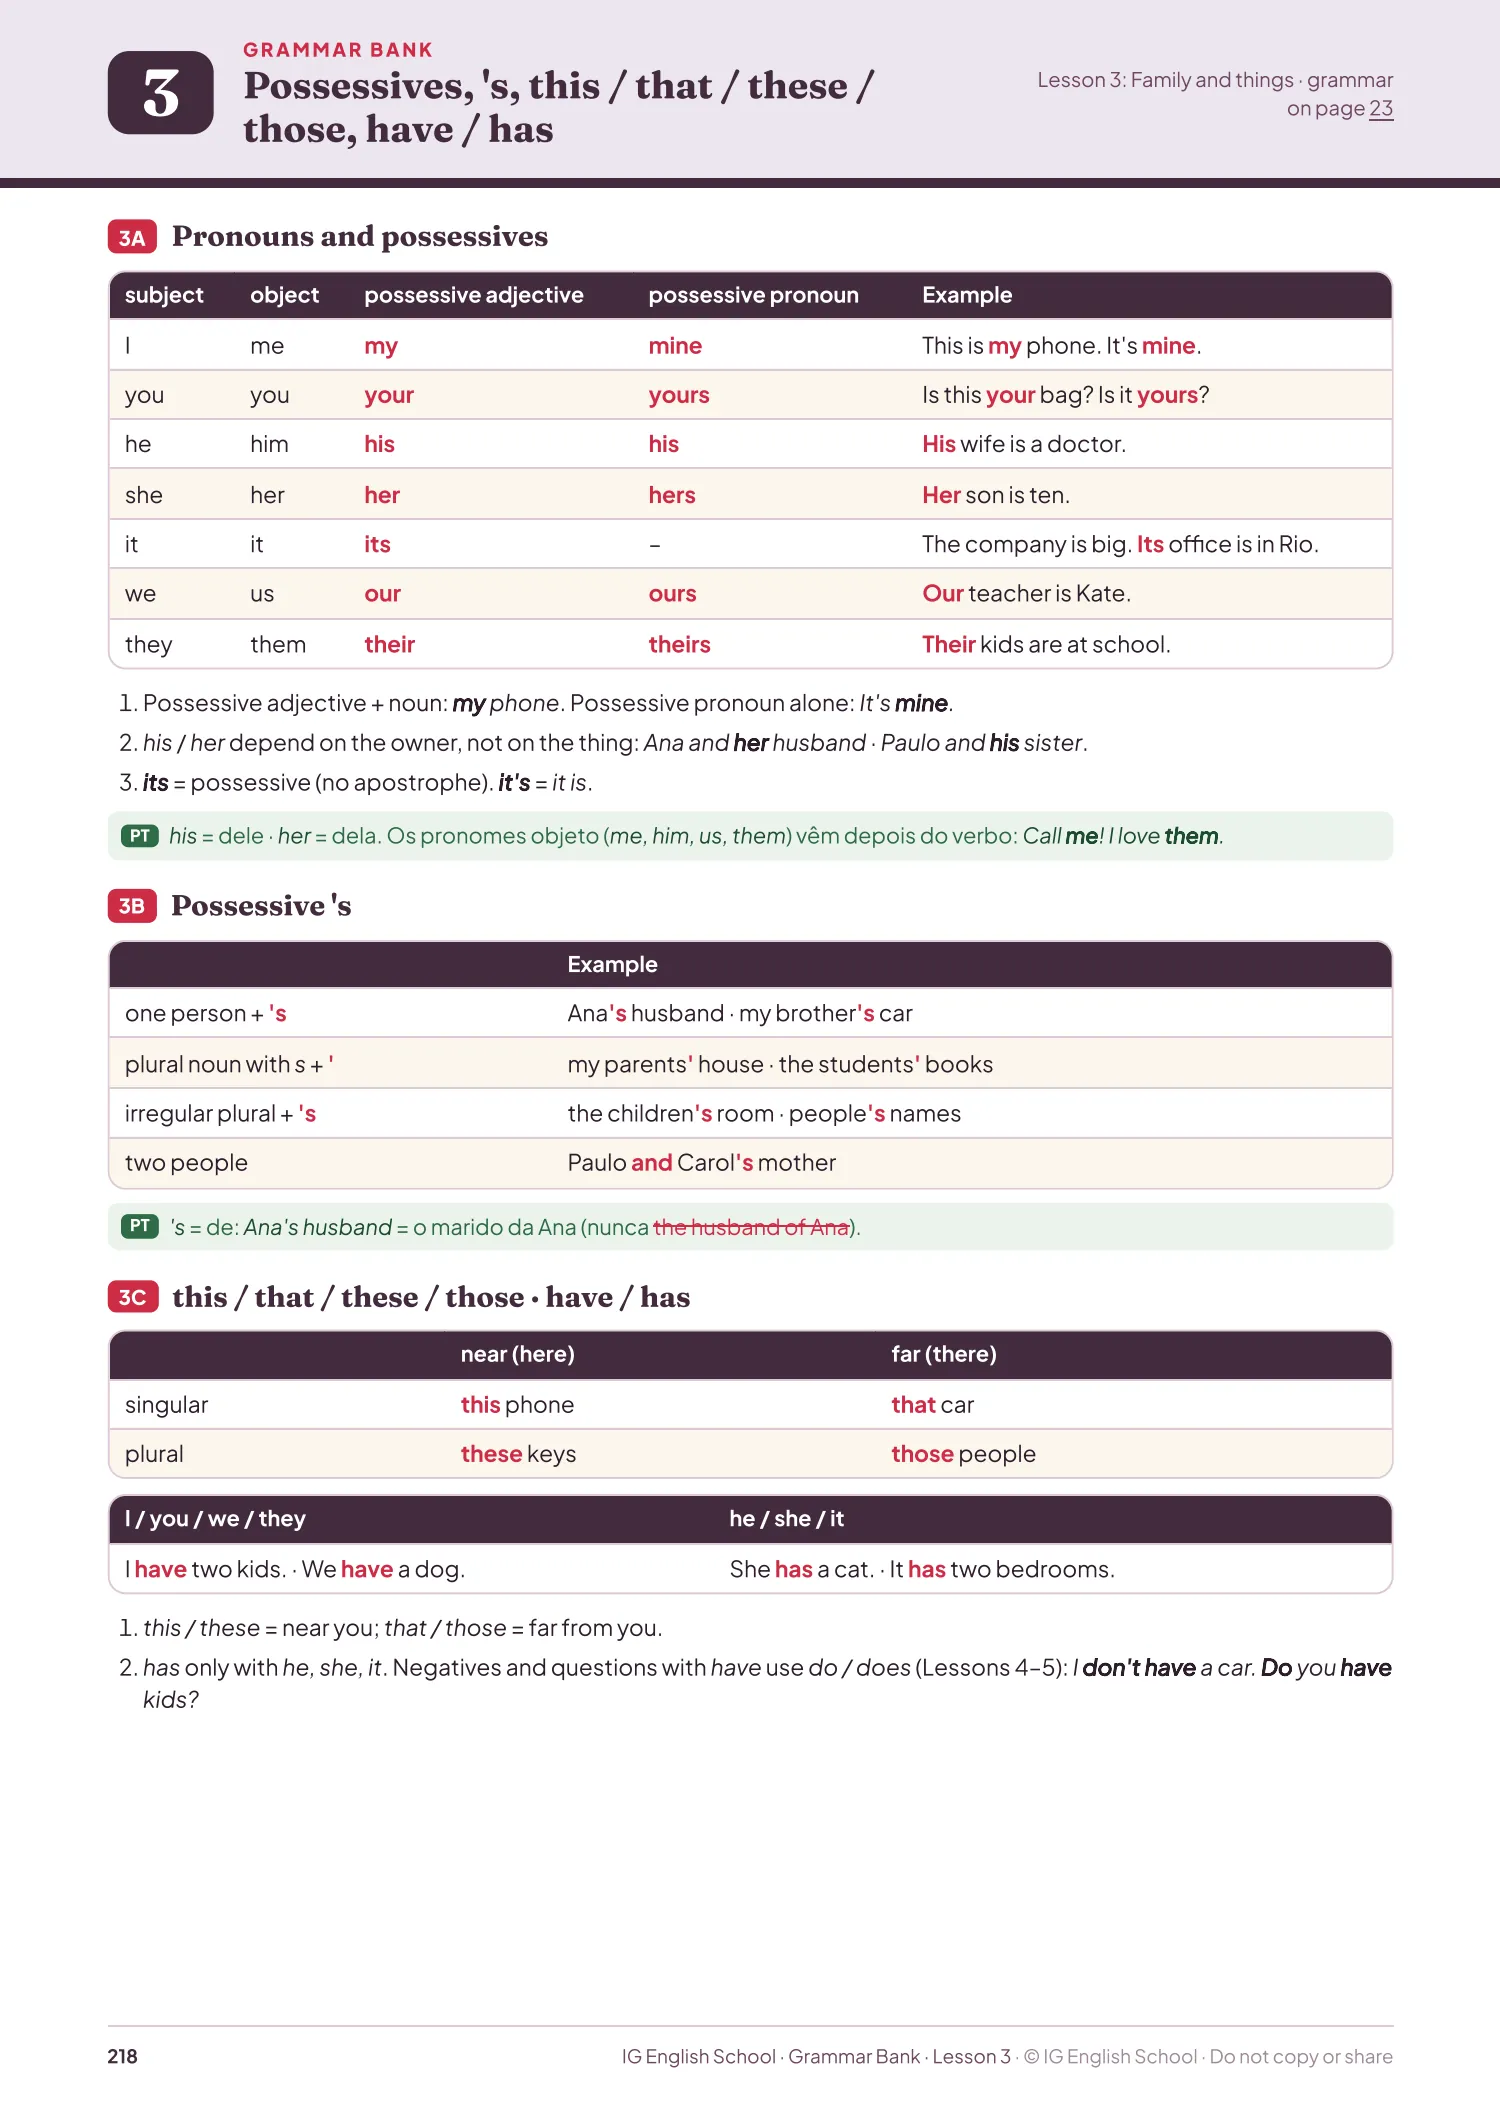 3
GRAMMAR BANK
Possessives, 's, this / that / these /
those, have / has
Lesson 3: Family and things · grammar
on page 23
3A Pronouns and possessives
subject object possessive adjective possessive pronoun Example
I me my mine This is my phone. It's mine.
you you your yours Is this your bag? Is it yours?
he him his his His wife is a doctor.
she her her hers Her son is ten.
it it its – The company is big. Its office is in Rio.
we us our ours Our teacher is Kate.
they them their theirs Their kids are at school.
1. Possessive adjective + noun: my phone. Possessive pronoun alone: It's mine.
2. his / her depend on the owner, not on the thing: Ana and her husband · Paulo and his sister.
3. its = possessive (no apostrophe). it's = it is.
PT his = dele · her = dela. Os pronomes objeto (me, him, us, them) vêm depois do verbo: Call me! I love them.
3B Possessive 's
Example
one person + 's Ana's husband · my brother's car
plural noun with s + ' my parents' house · the students' books
irregular plural + 's the children's room · people's names
two people Paulo and Carol's mother
PT 's = de: Ana's husband = o marido da Ana (nunca the husband of Ana).
3C this / that / these / those · have / has
near (here) far (there)
singular this phone that car
plural these keys those people
I / you / we / they he / she / it
I have two kids. · We have a dog. She has a cat. · It has two bedrooms.
1. this / these = near you; that / those = far from you.
2. has only with he, she, it. Negatives and questions with have use do / does (Lessons 4–5): I don't have a car. Do you have
kids?
218 IG English School · Grammar Bank · Lesson 3 · © IG English School · Do not copy or share